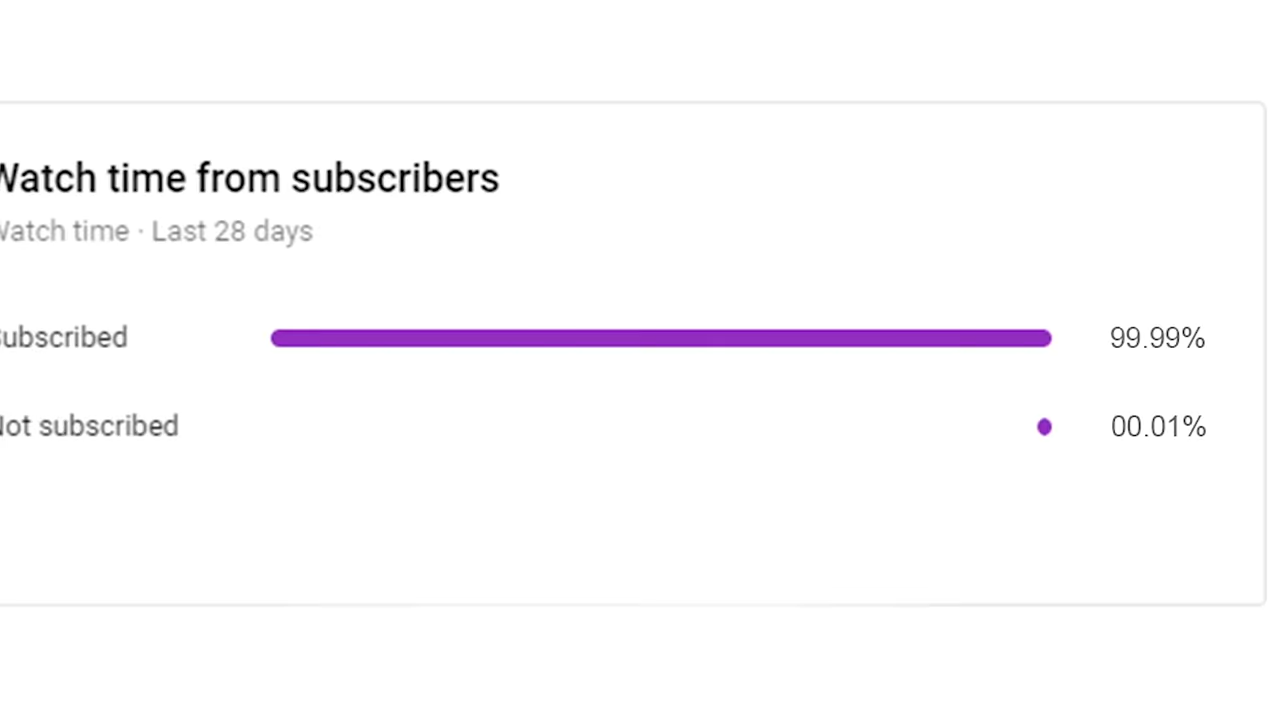 Watch time from subscribers
Watch time · Last 28 days
Subscribed 99.99%
Not subscribed 00.01%